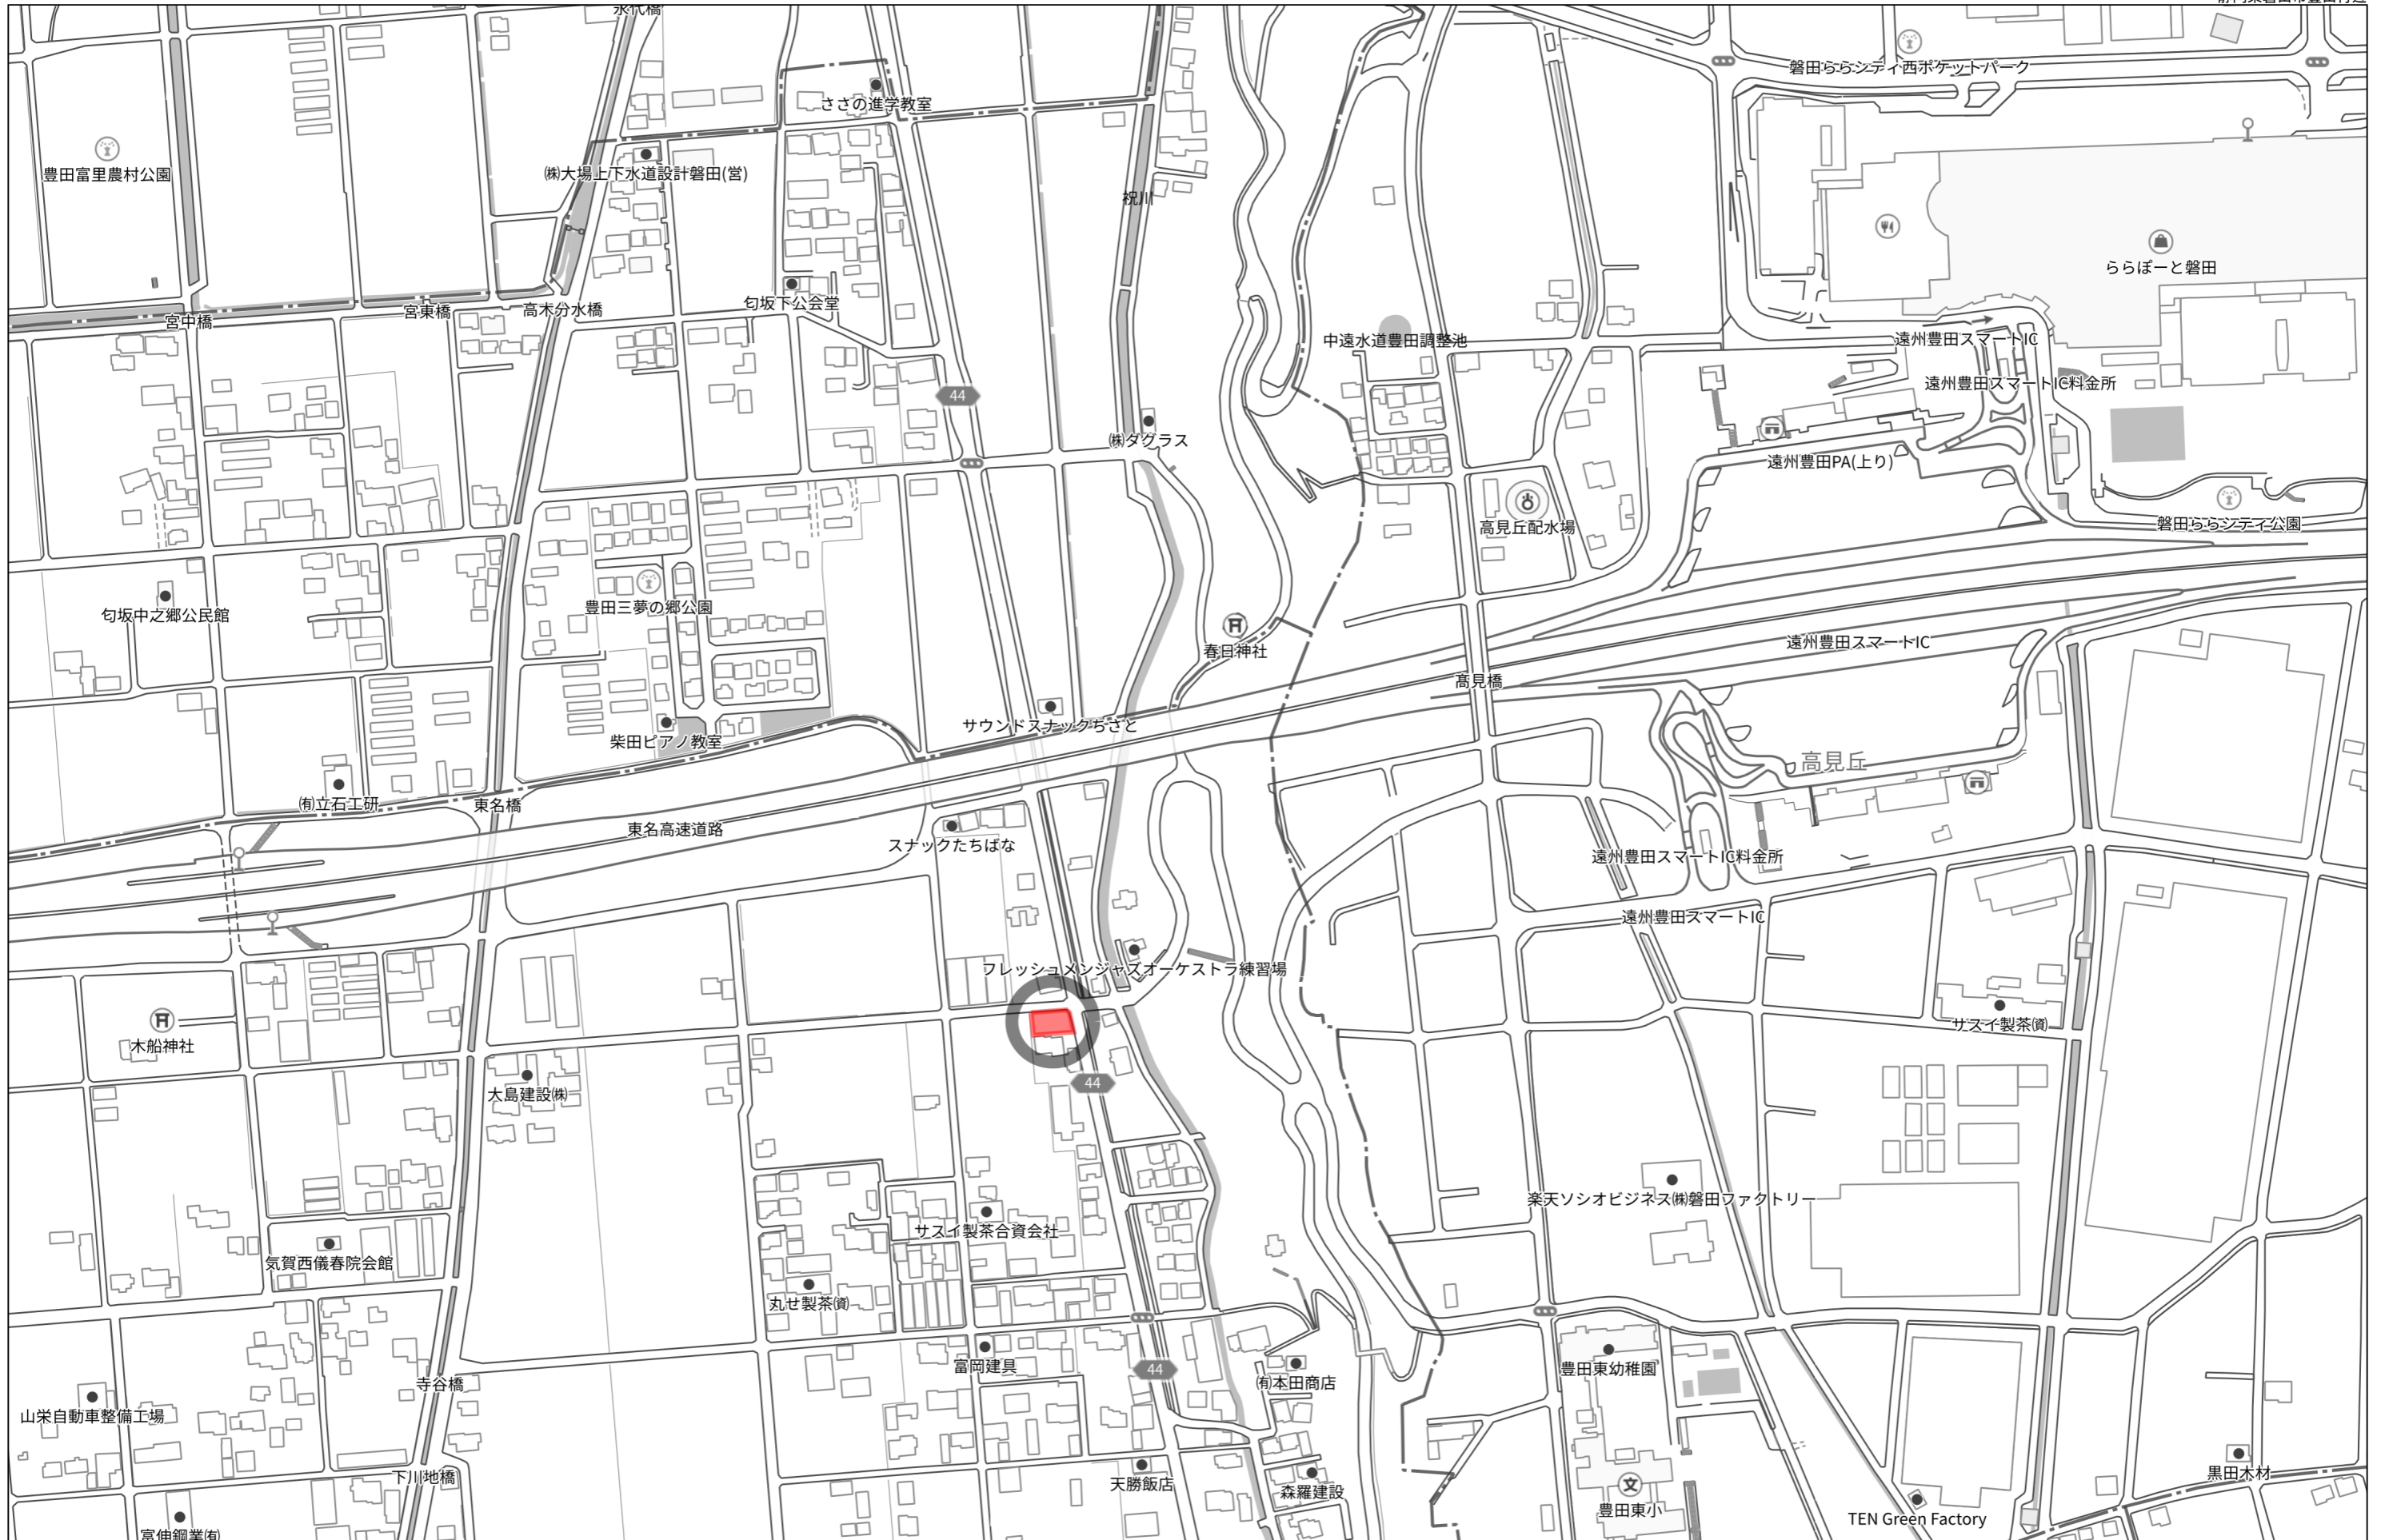 永代橋
磐田ららシティ西ポケットパーク
ささの進学教室
豊田富里農村公園
㈱大場上下水道設計磐田(営)
祝川
ららぽーと磐田
匂坂下公会堂
宮東橋
高木分水橋
宮中橋
中遠水道豊田調整池
遠州豊田スマートIC
遠州豊田スマートIC料金所
44
㈱ダグラス
遠州豊田PA(上り)
高見丘配水場
磐田ららシティ公園
豊田三夢の郷公園
匂坂中之郷公民館
春日神社
遠州豊田スマートIC
髙見橋
サウンドスナックちさと
柴田ピアノ教室
高見丘
㈲立石工研
東名橋
東名高速道路
スナックたちばな
遠州豊田スマートIC料金所
遠州豊田スマートIC
フレッシュメンジャズオーケストラ練習場
サスイ製茶㈾
木船神社
44
大島建設㈱
楽天ソシオビジネス㈱磐田ファクトリー
サスイ製茶合資会社
気賀西儀春院会館
丸せ製茶㈾
富岡建具
44
豊田東幼稚園
㈲本田商店
寺谷橋
山栄自動車整備工場
下川地橋
天勝飯店
森羅建設
黒田木材
豊田東小
TEN Green Factory
富伸鋼業㈲